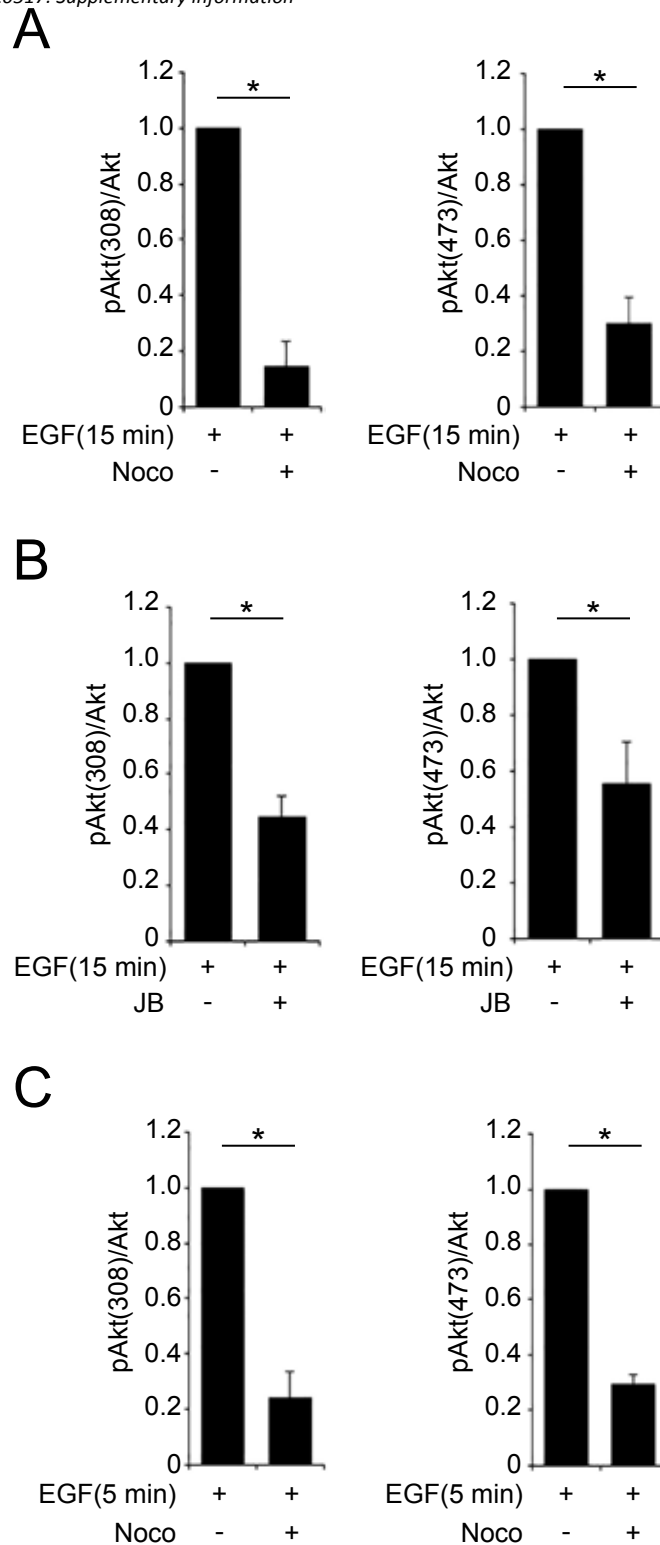 Supplementary information
A
1.2 * 1.2 *
1.0 1.0
0.8 0.8
0.6 0.6
0.4 0.4
0.2 0.2
0 0
pAkt(308)/Akt pAkt(473)/Akt
EGF(15 min) + + EGF(15 min) + +
Noco - + Noco - +
B
1.2 * 1.2 *
1.0 1.0
0.8 0.8
0.6 0.6
0.4 0.4
0.2 0.2
0 0
pAkt(308)/Akt pAkt(473)/Akt
EGF(15 min) + + EGF(15 min) + +
JB - + JB - +
C
1.2 * 1.2 *
1.0 1.0
0.8 0.8
0.6 0.6
0.4 0.4
0.2 0.2
0 0
pAkt(308)/Akt pAkt(473)/Akt
EGF(5 min) + + EGF(5 min) + +
Noco - + Noco - +